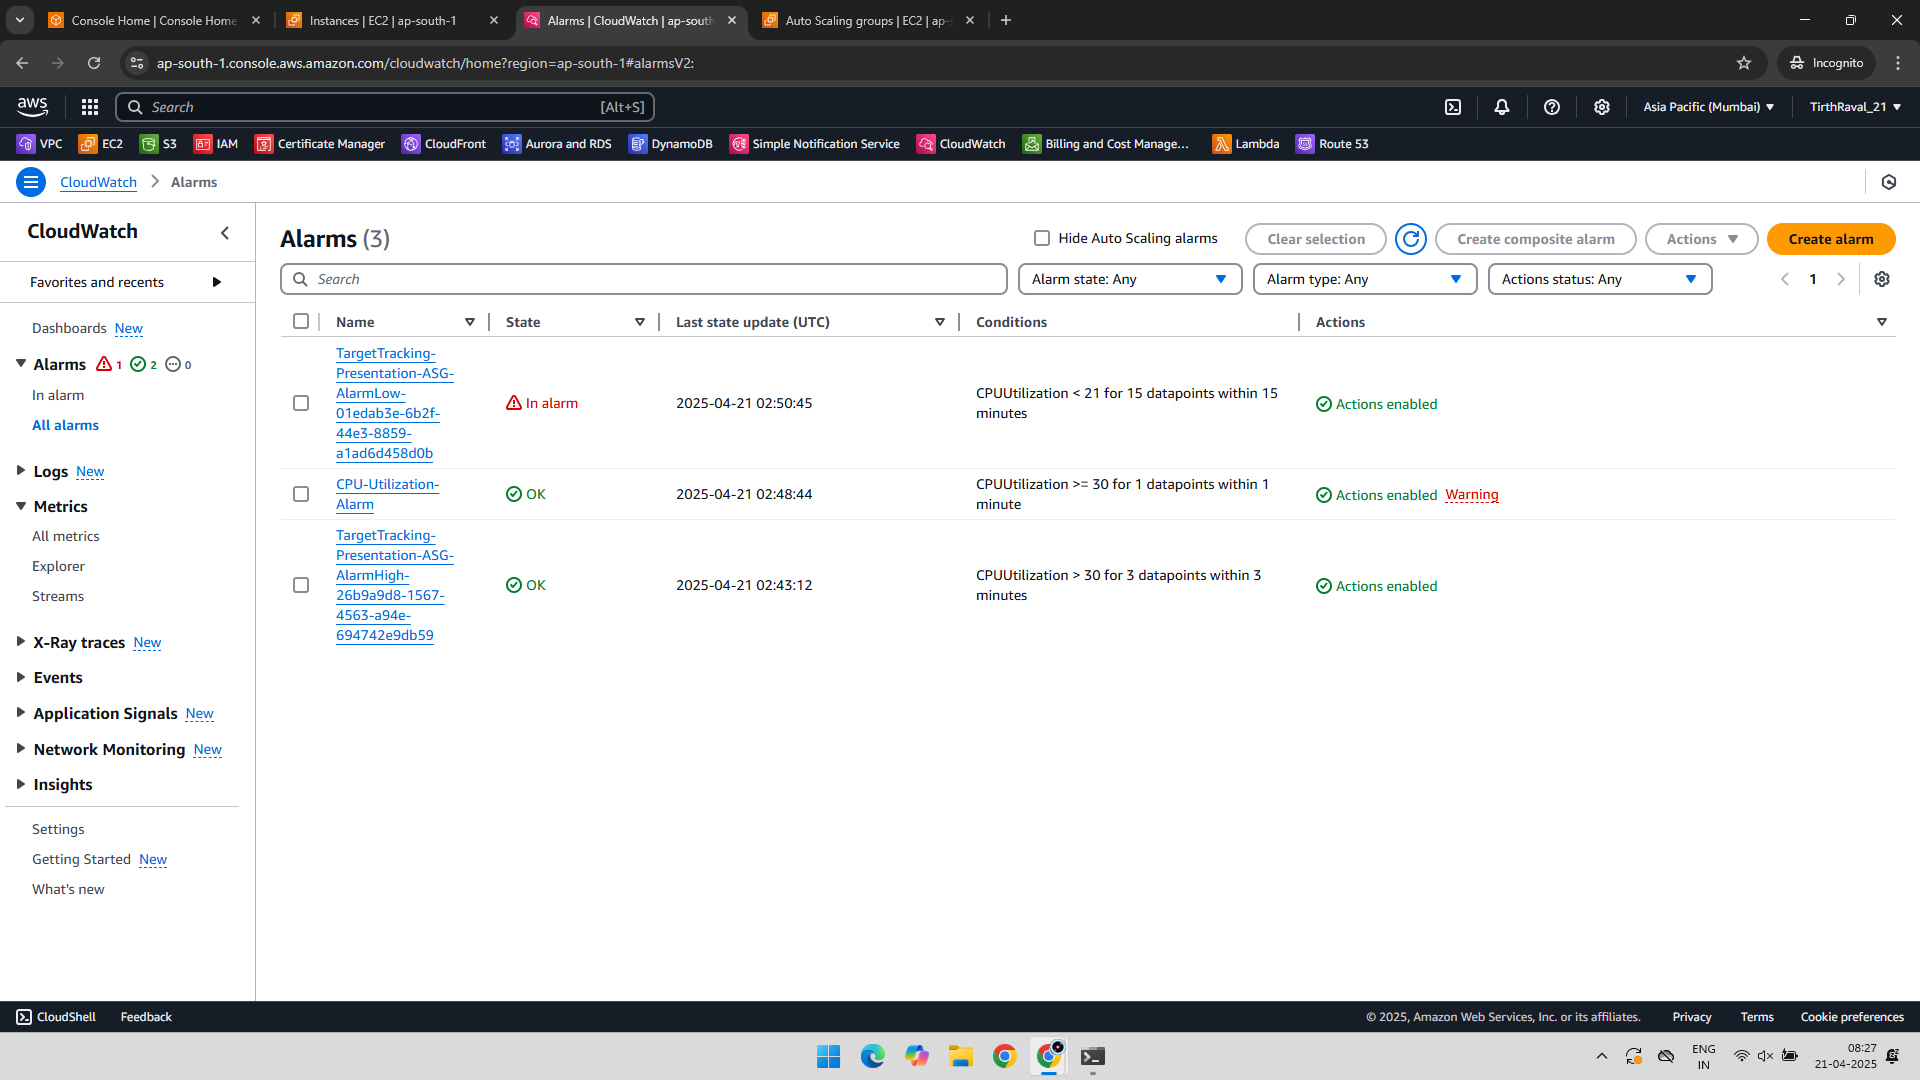 Console Home | Console Home
Instances | EC2 | ap-south-1
Alarms | CloudWatch | ap-south
Auto Scaling groups | EC2 | ap-s
ap-south-1.console.aws.amazon.com/cloudwatch/home?region=ap-south-1#alarmsV2:
Incognito
aws
Search
[Alt+S]
Asia Pacific (Mumbai)
TirthRaval_21
VPC
EC2
S3
IAM
Certificate Manager
CloudFront
Aurora and RDS
DynamoDB
Simple Notification Service
CloudWatch
Billing and Cost Manage...
Lambda
Route 53
CloudWatch
Alarms
CloudWatch
Favorites and recents
Dashboards New
Alarms 1 2 0
In alarm
All alarms
Logs New
Metrics
All metrics
Explorer
Streams
X-Ray traces New
Events
Application Signals New
Network Monitoring New
Insights
Settings
Getting Started New
What's new
Alarms (3)
Hide Auto Scaling alarms
Clear selection
Create composite alarm
Actions
Create alarm
Search
Alarm state: Any
Alarm type: Any
Actions status: Any
1
Name
State
Last state update (UTC)
Conditions
Actions
TargetTracking-
Presentation-ASG-
AlarmLow-
01edab3e-6b2f-
44e3-8859-
a1ad6d458d0b
In alarm
2025-04-21 02:50:45
CPUUtilization < 21 for 15 datapoints within 15
minutes
Actions enabled
CPU-Utilization-
Alarm
OK
2025-04-21 02:48:44
CPUUtilization >= 30 for 1 datapoints within 1
minute
Actions enabled Warning
TargetTracking-
Presentation-ASG-
AlarmHigh-
26b9a9d8-1567-
4563-a94e-
694742e9db59
OK
2025-04-21 02:43:12
CPUUtilization > 30 for 3 datapoints within 3
minutes
Actions enabled
CloudShell
Feedback
© 2025, Amazon Web Services, Inc. or its affiliates.
Privacy
Terms
Cookie preferences
ENG
IN
08:27
21-04-2025